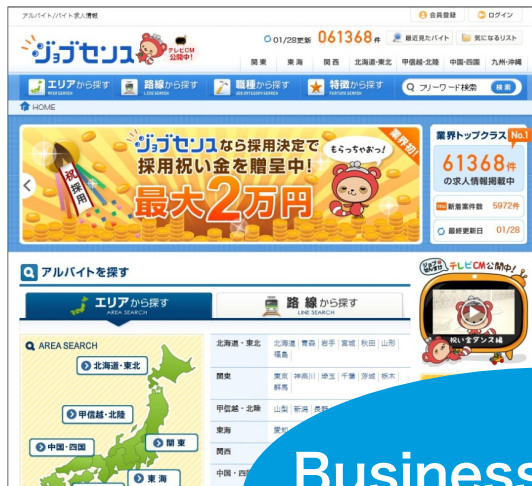 アルバイト/バイト求人情報
会員登録 ログイン
ジョブセンス テレビCM公開中!
01/28更新 061368件 最近見たバイト 気になるリスト
関東 東海 関西 北海道・東北 甲信越・北陸 中国・四国 九州・沖縄
エリアから探す AREA SEARCH 路線から探す LINE SEARCH 職種から探す JOB CATEGORY SEARCH 特徴から探す FEATURE SEARCH フリーワード検索 検索
HOME
祝採用
ジョブセンスなら採用決定で
採用祝い金を贈呈中!
最大2万円
もらっちゃおっ!
業界初!
業界トップクラス No.1
61368件
の求人情報掲載中
new 新着案件数 5972件
最終更新日 01/28
アルバイトを探す
エリアから探す AREA SEARCH
路線から探す LINE SEARCH
テレビCM公開中!
祝い金ダンス編
AREA SEARCH
北海道・東北
甲信越・北陸
中国・四国
関東
東海
北海道・東北 北海道 青森 岩手 宮城 秋田 山形
福島
関東 東京 神奈川 埼玉 千葉 茨城 栃木
群馬
甲信越・北陸 山梨 新潟 長野
東海 愛知
関西
中国・四国
Business